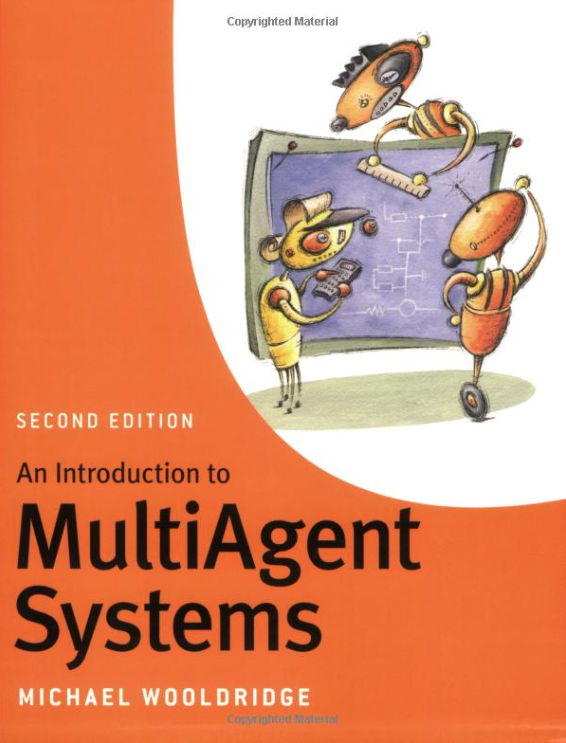 Copyrighted Material
SECOND EDITION
An Introduction to
MultiAgent
Systems
MICHAEL WOOLDRIDGE
Copyrighted Material